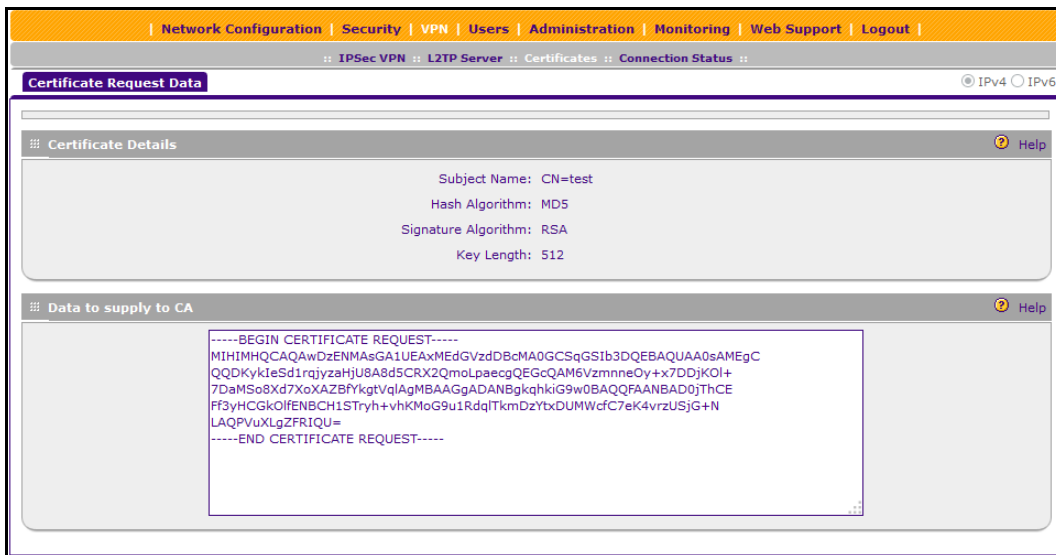 | Network Configuration | Security | VPN | Users | Administration | Monitoring | Web Support | Logout |
:: IPSec VPN :: L2TP Server :: Certificates :: Connection Status ::
Certificate Request Data
IPv4 IPv6
Certificate Details
Help
Subject Name: CN=test
Hash Algorithm: MD5
Signature Algorithm: RSA
Key Length: 512
Data to supply to CA
Help
-----BEGIN CERTIFICATE REQUEST-----
MIHIMHQCAQAwDzENMAsGA1UEAxMEdGVzdDBcMA0GCSqGSIb3DQEBAQUAA0sAMEgC
QQDKykIeSd1rqjyzaHjU8A8d5CRX2QmoLpaecgQEGcQAM6VzmnneOy+x7DDjKOl+
7DaMSo8Xd7XoXAZBfYkgtVqlAgMBAAGgADANBgkqhkiG9w0BAQQFAANBAD0jThCE
Ff3yHCGkOlfENBCH1STryh+vhKMoG9u1RdqlTkmDzYtxDUMWcfC7eK4vrzUSjG+N
LAQPVuXLgZFRIQU=
-----END CERTIFICATE REQUEST-----